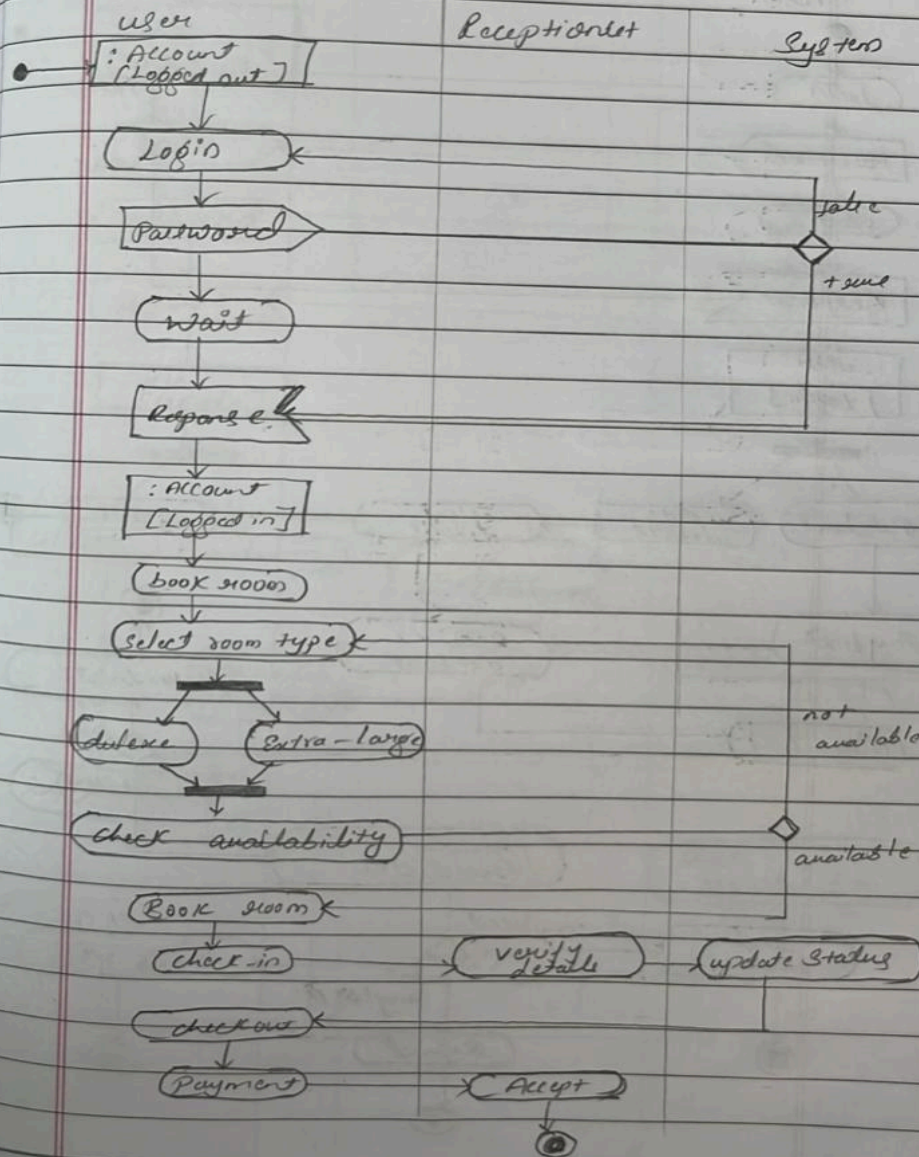 user
Receptionist
System
: Account
[Logged out]
Login
false
Password
true
wait
Response
: Account
[Logged in]
book room
select room type
dulexe
Extra-large
not
available
check availability
available
Book room
check-in
verify
details
update status
checkout
Payment
Accept